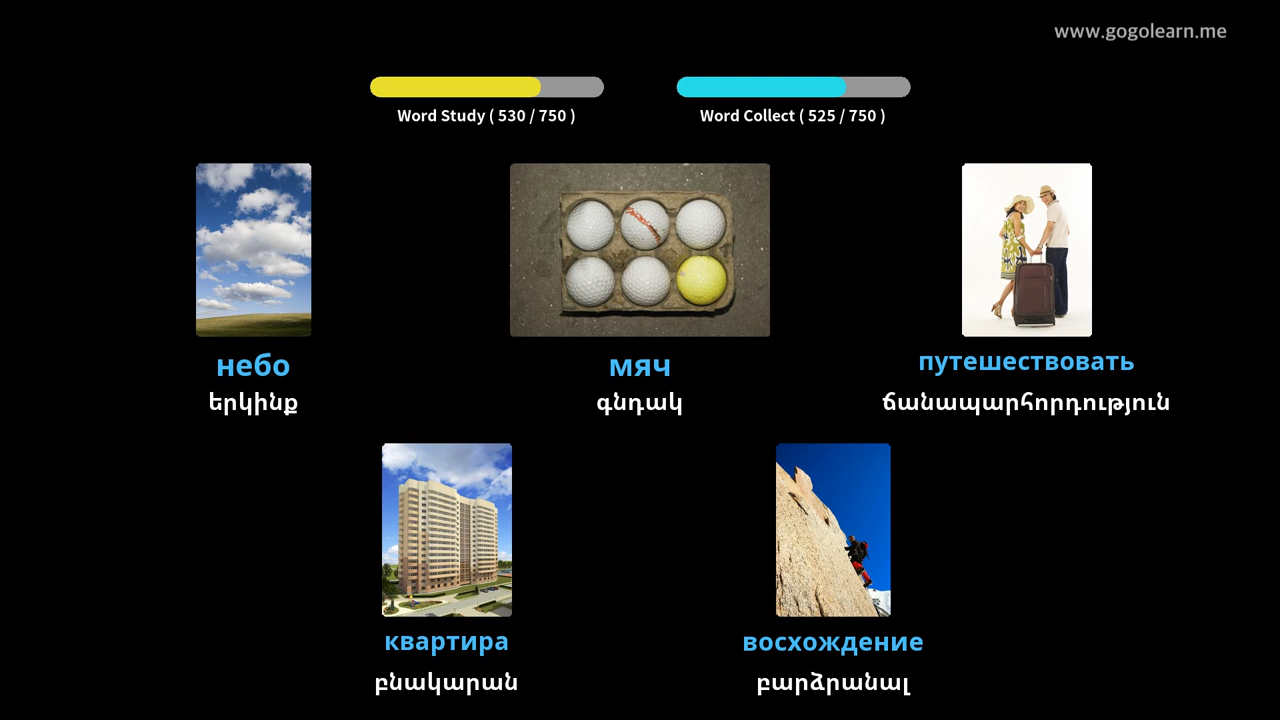 www.gogolearn.me
Word Study ( 530 / 750 )
Word Collect ( 525 / 750 )
небо
երկինք
мяч
գնդակ
путешествовать
ճանապարհորդություն
квартира
բնակարան
восхождение
բարձրանալ